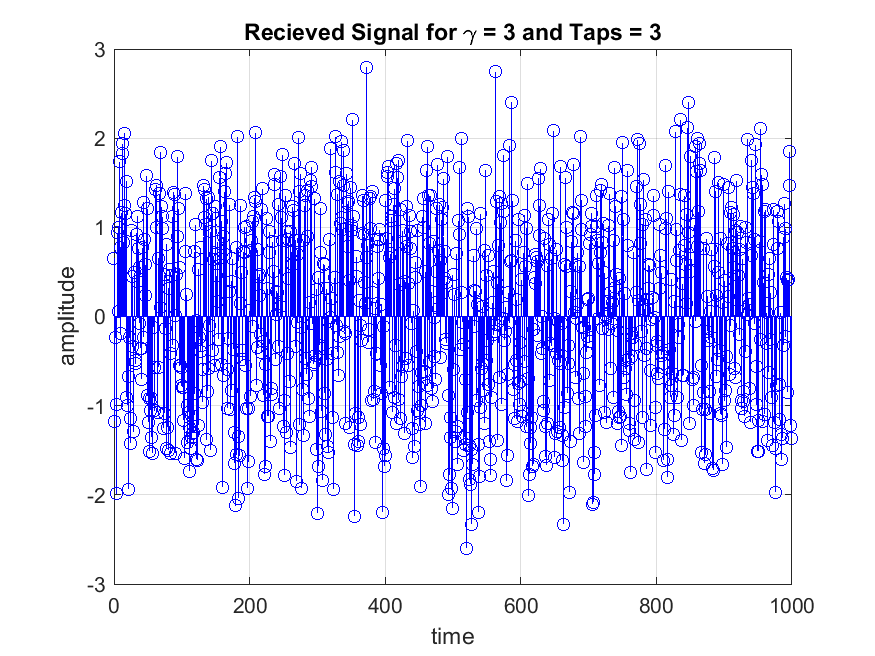 Recieved Signal for γ = 3 and Taps = 3
3
2
1
0
-1
-2
-3
amplitude
0 200 400 600 800 1000
time